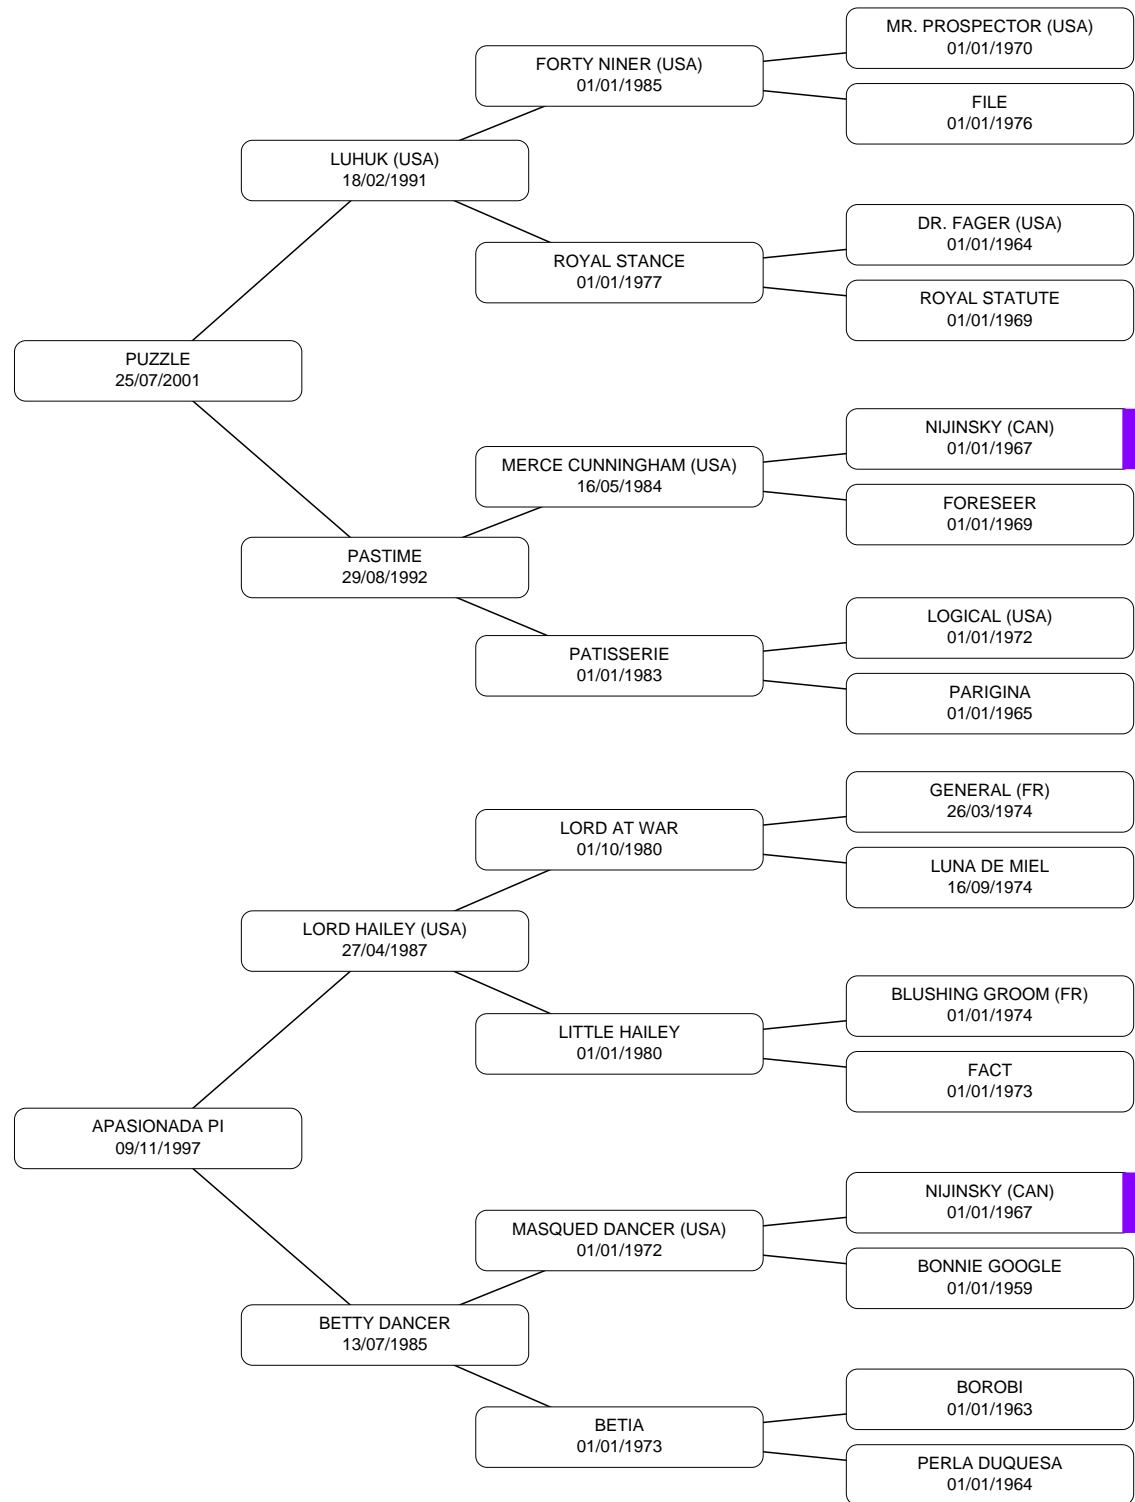 MR. PROSPECTOR (USA)
01/01/1970
FORTY NINER (USA)
01/01/1985
FILE
01/01/1976
LUHUK (USA)
18/02/1991
DR. FAGER (USA)
01/01/1964
ROYAL STANCE
01/01/1977
ROYAL STATUTE
01/01/1969
PUZZLE
25/07/2001
NIJINSKY (CAN)
01/01/1967
MERCE CUNNINGHAM (USA)
16/05/1984
FORESEER
01/01/1969
PASTIME
29/08/1992
LOGICAL (USA)
01/01/1972
PATISSERIE
01/01/1983
PARIGINA
01/01/1965
GENERAL (FR)
26/03/1974
LORD AT WAR
01/10/1980
LUNA DE MIEL
16/09/1974
LORD HAILEY (USA)
27/04/1987
BLUSHING GROOM (FR)
01/01/1974
LITTLE HAILEY
01/01/1980
FACT
01/01/1973
APASIONADA PI
09/11/1997
NIJINSKY (CAN)
01/01/1967
MASQUED DANCER (USA)
01/01/1972
BONNIE GOOGLE
01/01/1959
BETTY DANCER
13/07/1985
BOROBI
01/01/1963
BETIA
01/01/1973
PERLA DUQUESA
01/01/1964